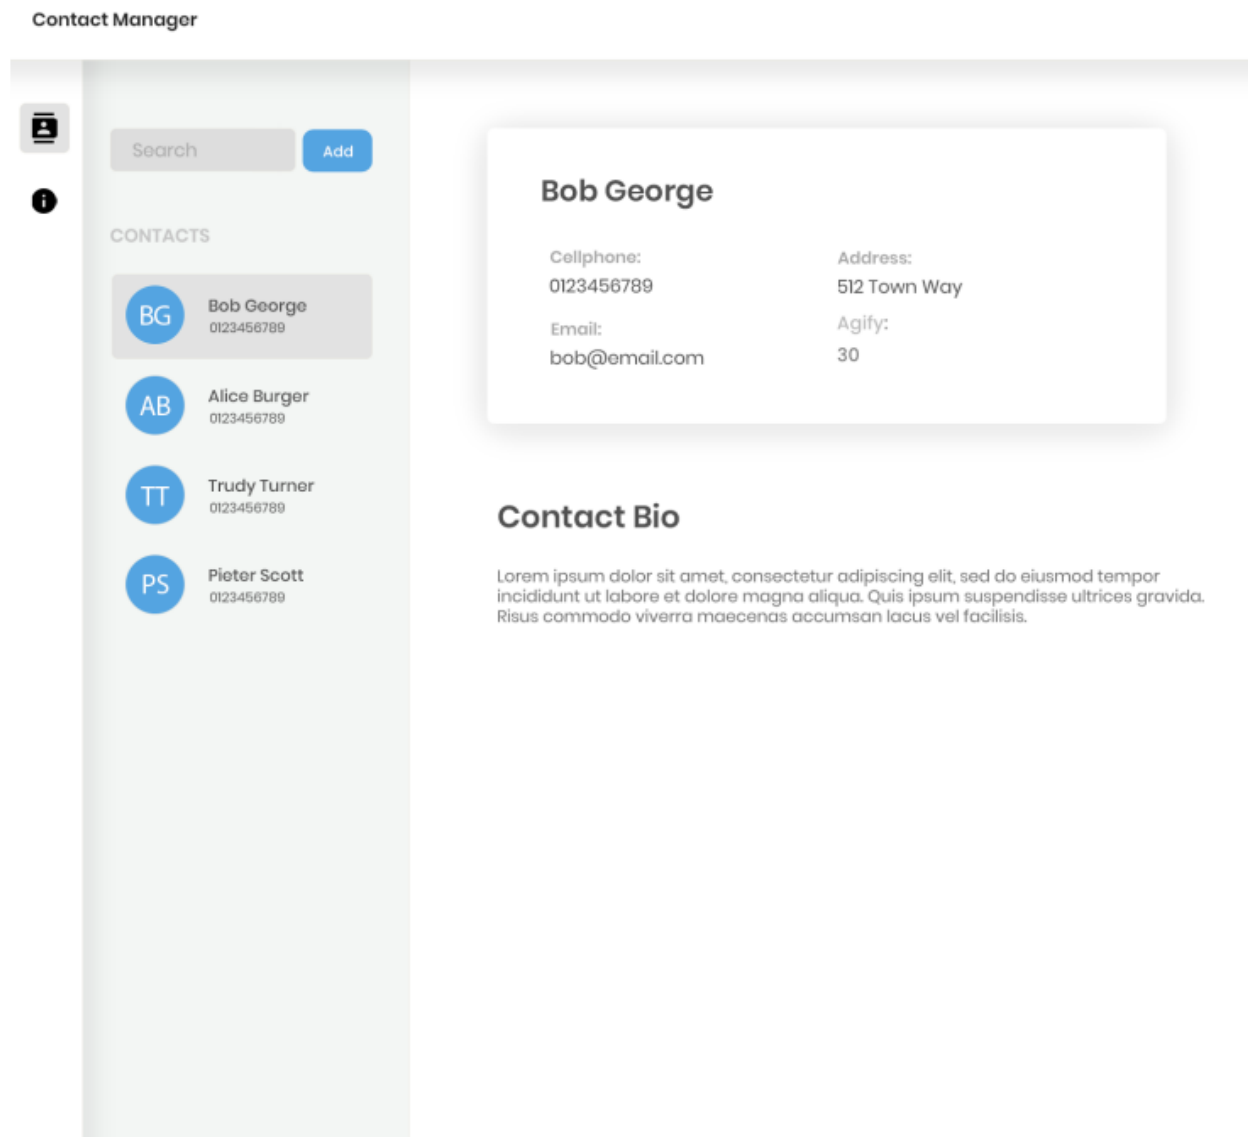 Contact Manager
Search
Add
CONTACTS
BG
Bob George
0123456789
AB
Alice Burger
0123456789
TT
Trudy Turner
0123456789
PS
Pieter Scott
0123456789
Bob George
Cellphone:
0123456789
Address:
512 Town Way
Email:
bob@email.com
Agify:
30
Contact Bio
Lorem ipsum dolor sit amet, consectetur adipiscing elit, sed do eiusmod tempor
incididunt ut labore et dolore magna aliqua. Quis ipsum suspendisse ultrices gravida.
Risus commodo viverra maecenas accumsan lacus vel facilisis.